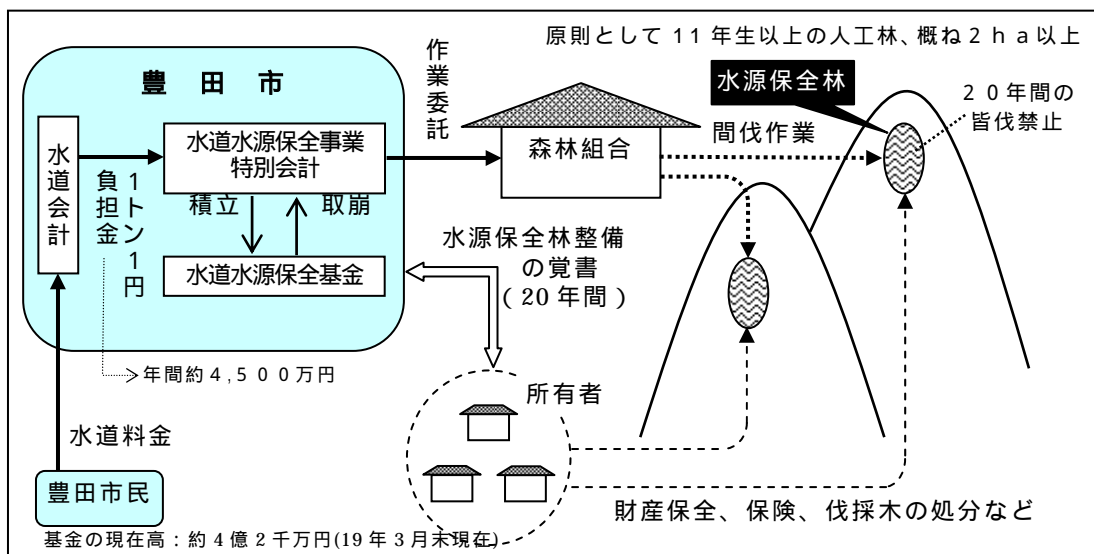 原則として11年生以上の人工林、概ね2ha以上
豊田市
作業委託
水源保全林
20年間の
皆伐禁止
水道会計
負担金
1トン1円
水道水源保全事業
特別会計
積立
取崩
水道水源保全基金
森林組合
間伐作業
水源保全林整備
の覚書
(20年間)
年間約4,500万円
所有者
水道料金
豊田市民
財産保全、保険、伐採木の処分など
基金の現在高：約4億2千万円(19年3月末現在)